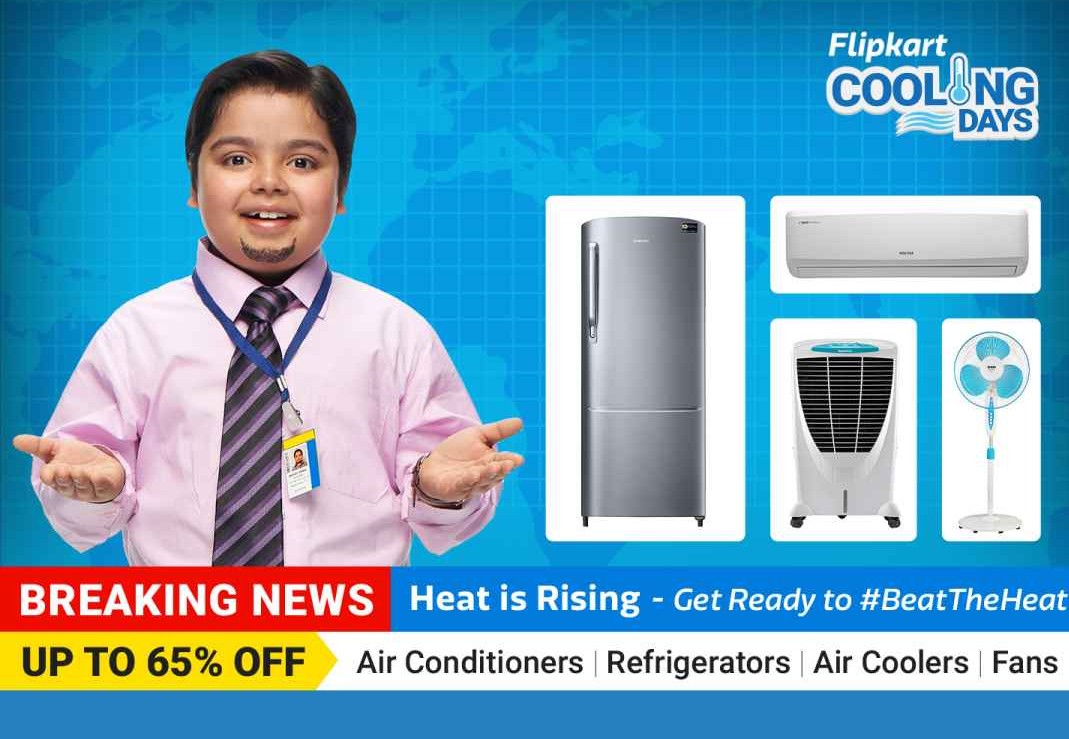 Flipkart
COOLING
DAYS
BREAKING NEWS
Heat is Rising - Get Ready to #BeatTheHeat
UP TO 65% OFF
Air Conditioners | Refrigerators | Air Coolers | Fans